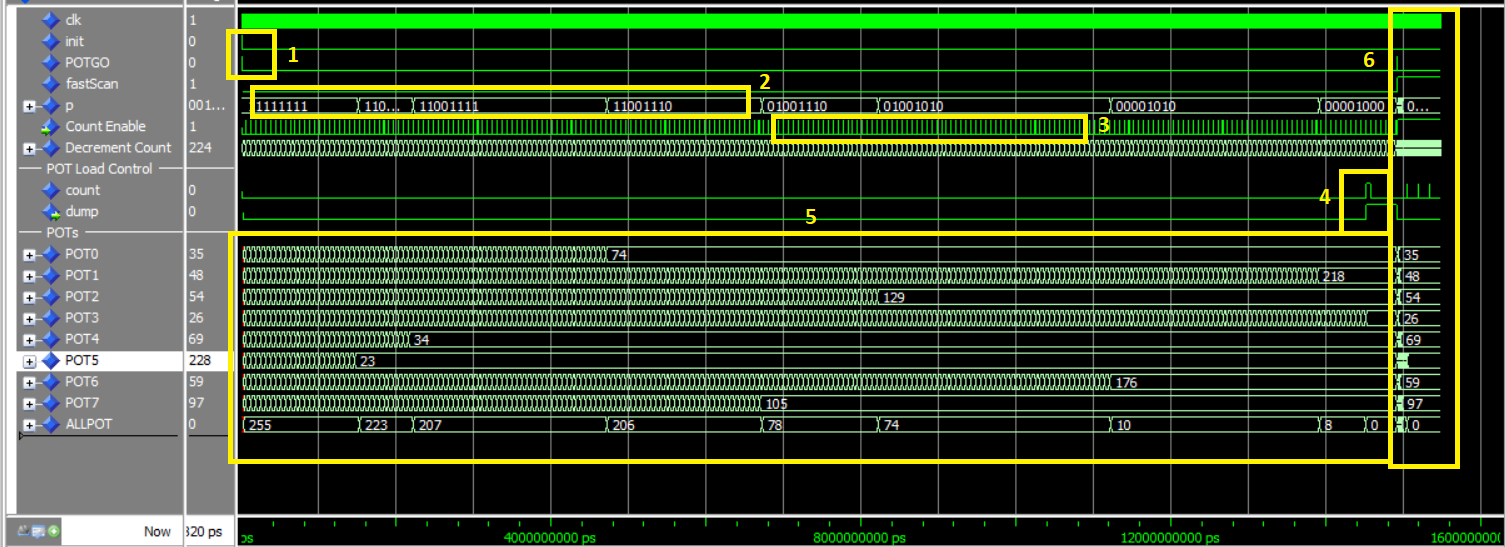 clk 1
init 0 1
POTGO 0 6
fastScan 1 2
p 001... 1111111 110... 11001111 11001110 01001110 01001010 00001010 00001000 0...
Count Enable 1 3
Decrement Count 224
POT Load Control
count 0 4
dump 0 5
POTs
POT0 35 74 35
POT1 48 218 48
POT2 54 129 54
POT3 26 26
POT4 69 34 69
POT5 228 23
POT6 59 176 59
POT7 97 105 97
ALLPOT 0 255 223 207 206 78 74 10 8 0 0
Now 320 ps ps 4000000000 ps 8000000000 ps 12000000000 ps